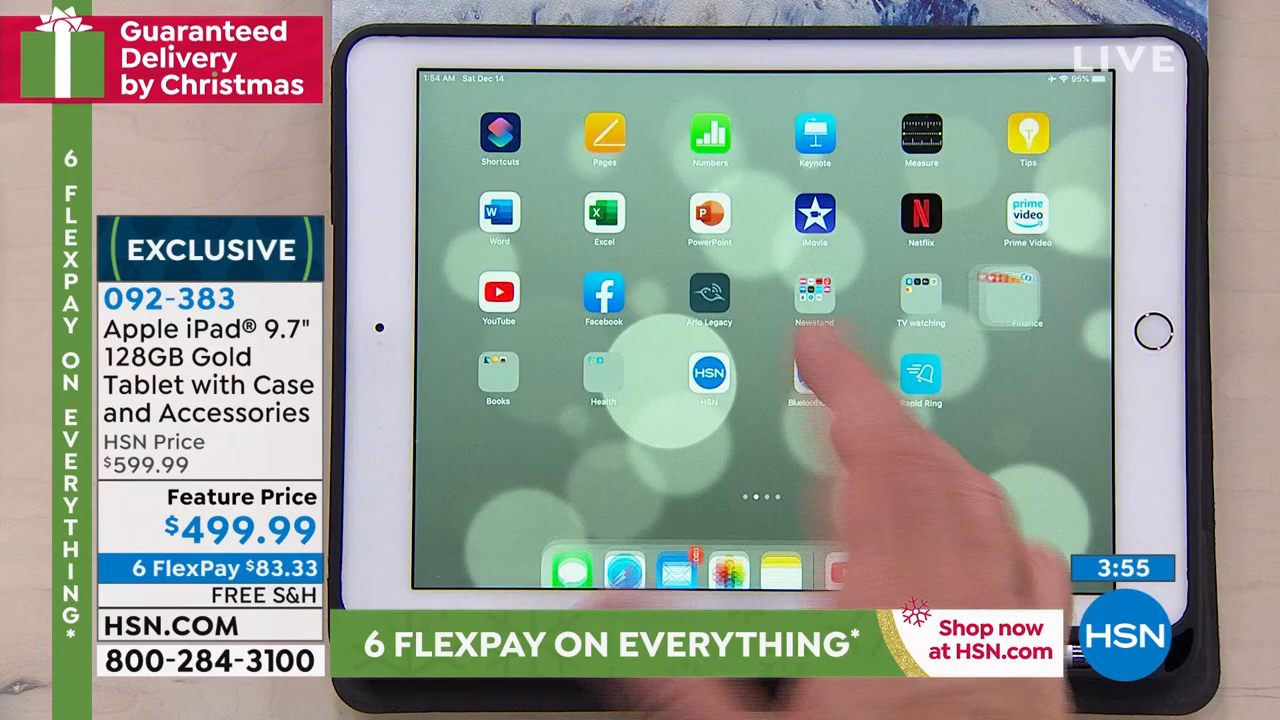 Guaranteed
Delivery
by Christmas
6 FLEXPAY ON EVERYTHING*
EXCLUSIVE
092-383
Apple iPad® 9.7"
128GB Gold
Tablet with Case
and Accessories
HSN Price
$599.99
Feature Price
$499.99
6 FlexPay $83.33
FREE S&H
HSN.COM
800-284-3100
LIVE
1:54 AM Sat Dec 14
95%
Shortcuts
Pages
Numbers
Keynote
Measure
Tips
Word
Excel
PowerPoint
iMovie
Netflix
prime video
Prime Video
YouTube
Facebook
Arlo Legacy
Newsstand
TV watching
Finance
Books
Health
HSN
HSN
Rapid Ring
3:55
6 FLEXPAY ON EVERYTHING*
Shop now
at HSN.com
HSN